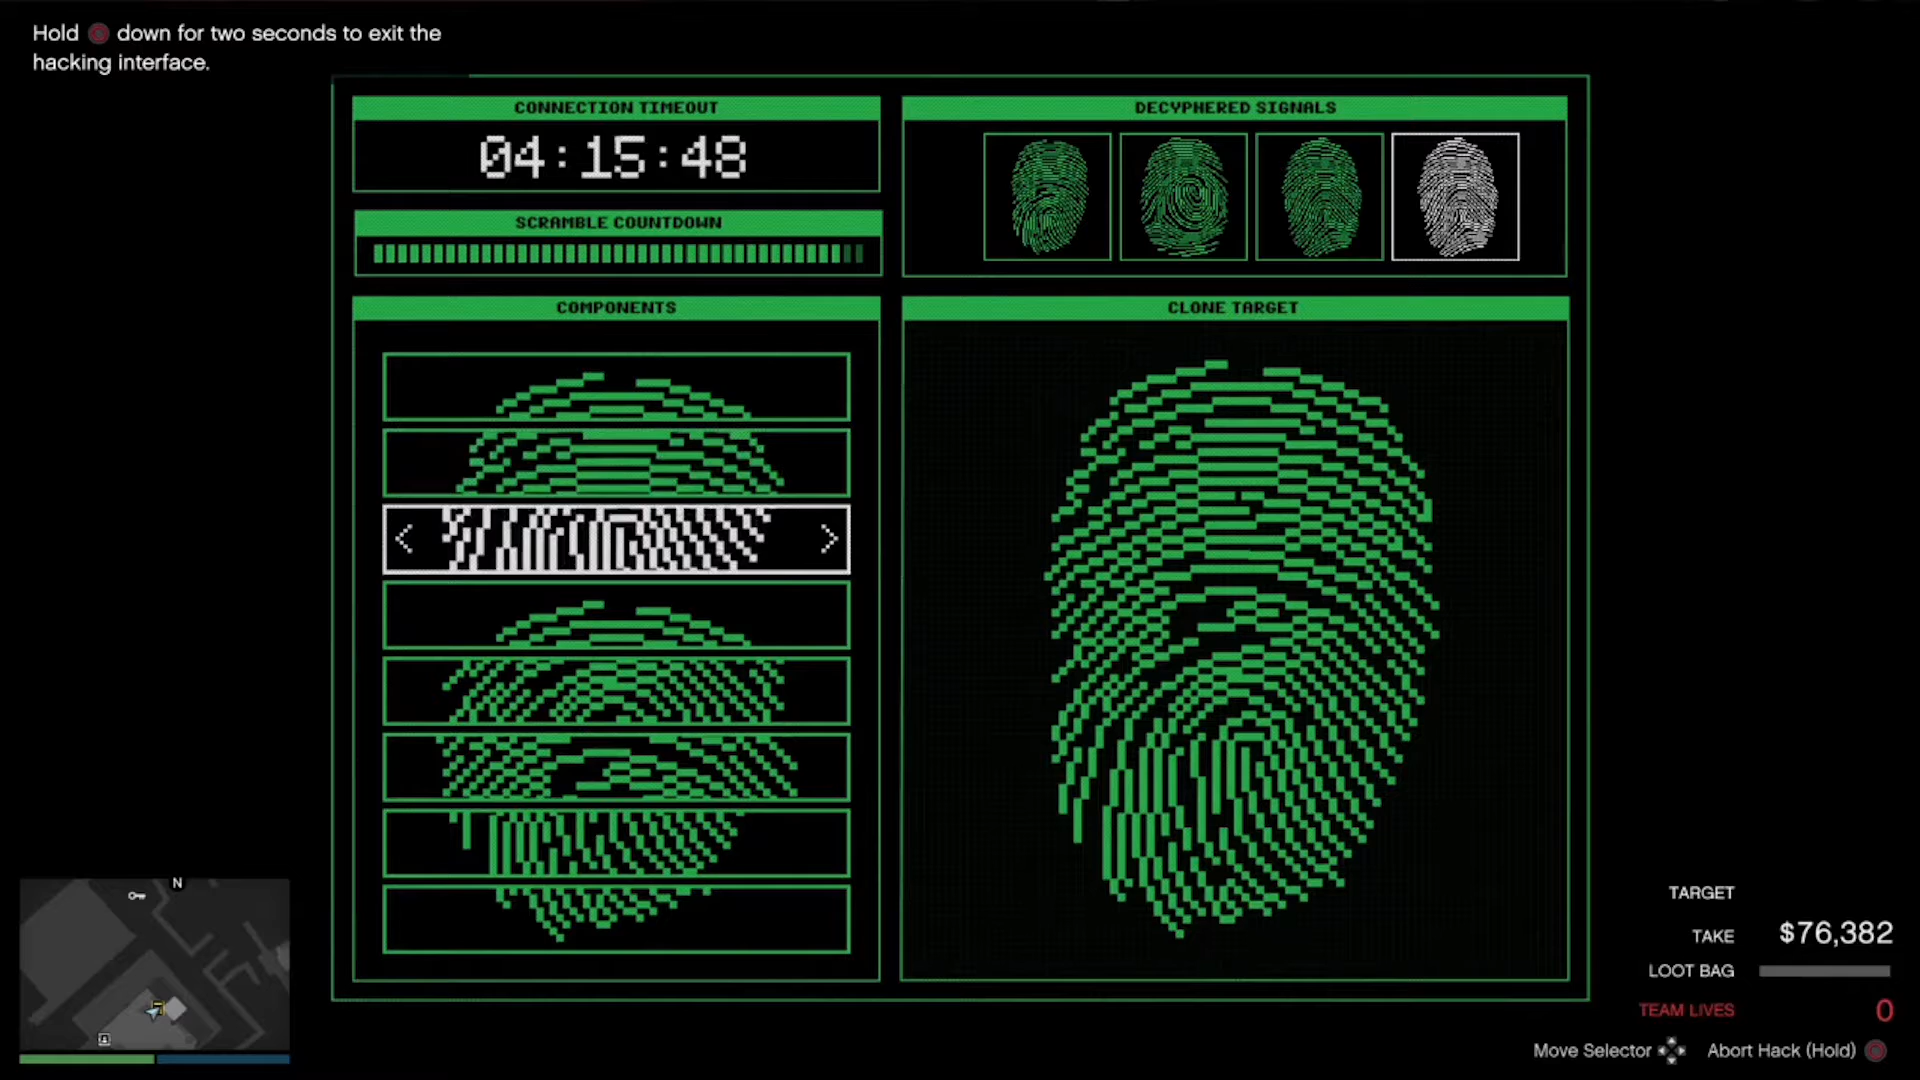 Hold down for two seconds to exit the
hacking interface.
CONNECTION TIMEOUT
04:15:48
DECYPHERED SIGNALS
SCRAMBLE COUNTDOWN
COMPONENTS
CLONE TARGET
N
TARGET
TAKE $76,382
LOOT BAG
TEAM LIVES 0
Move Selector Abort Hack (Hold)